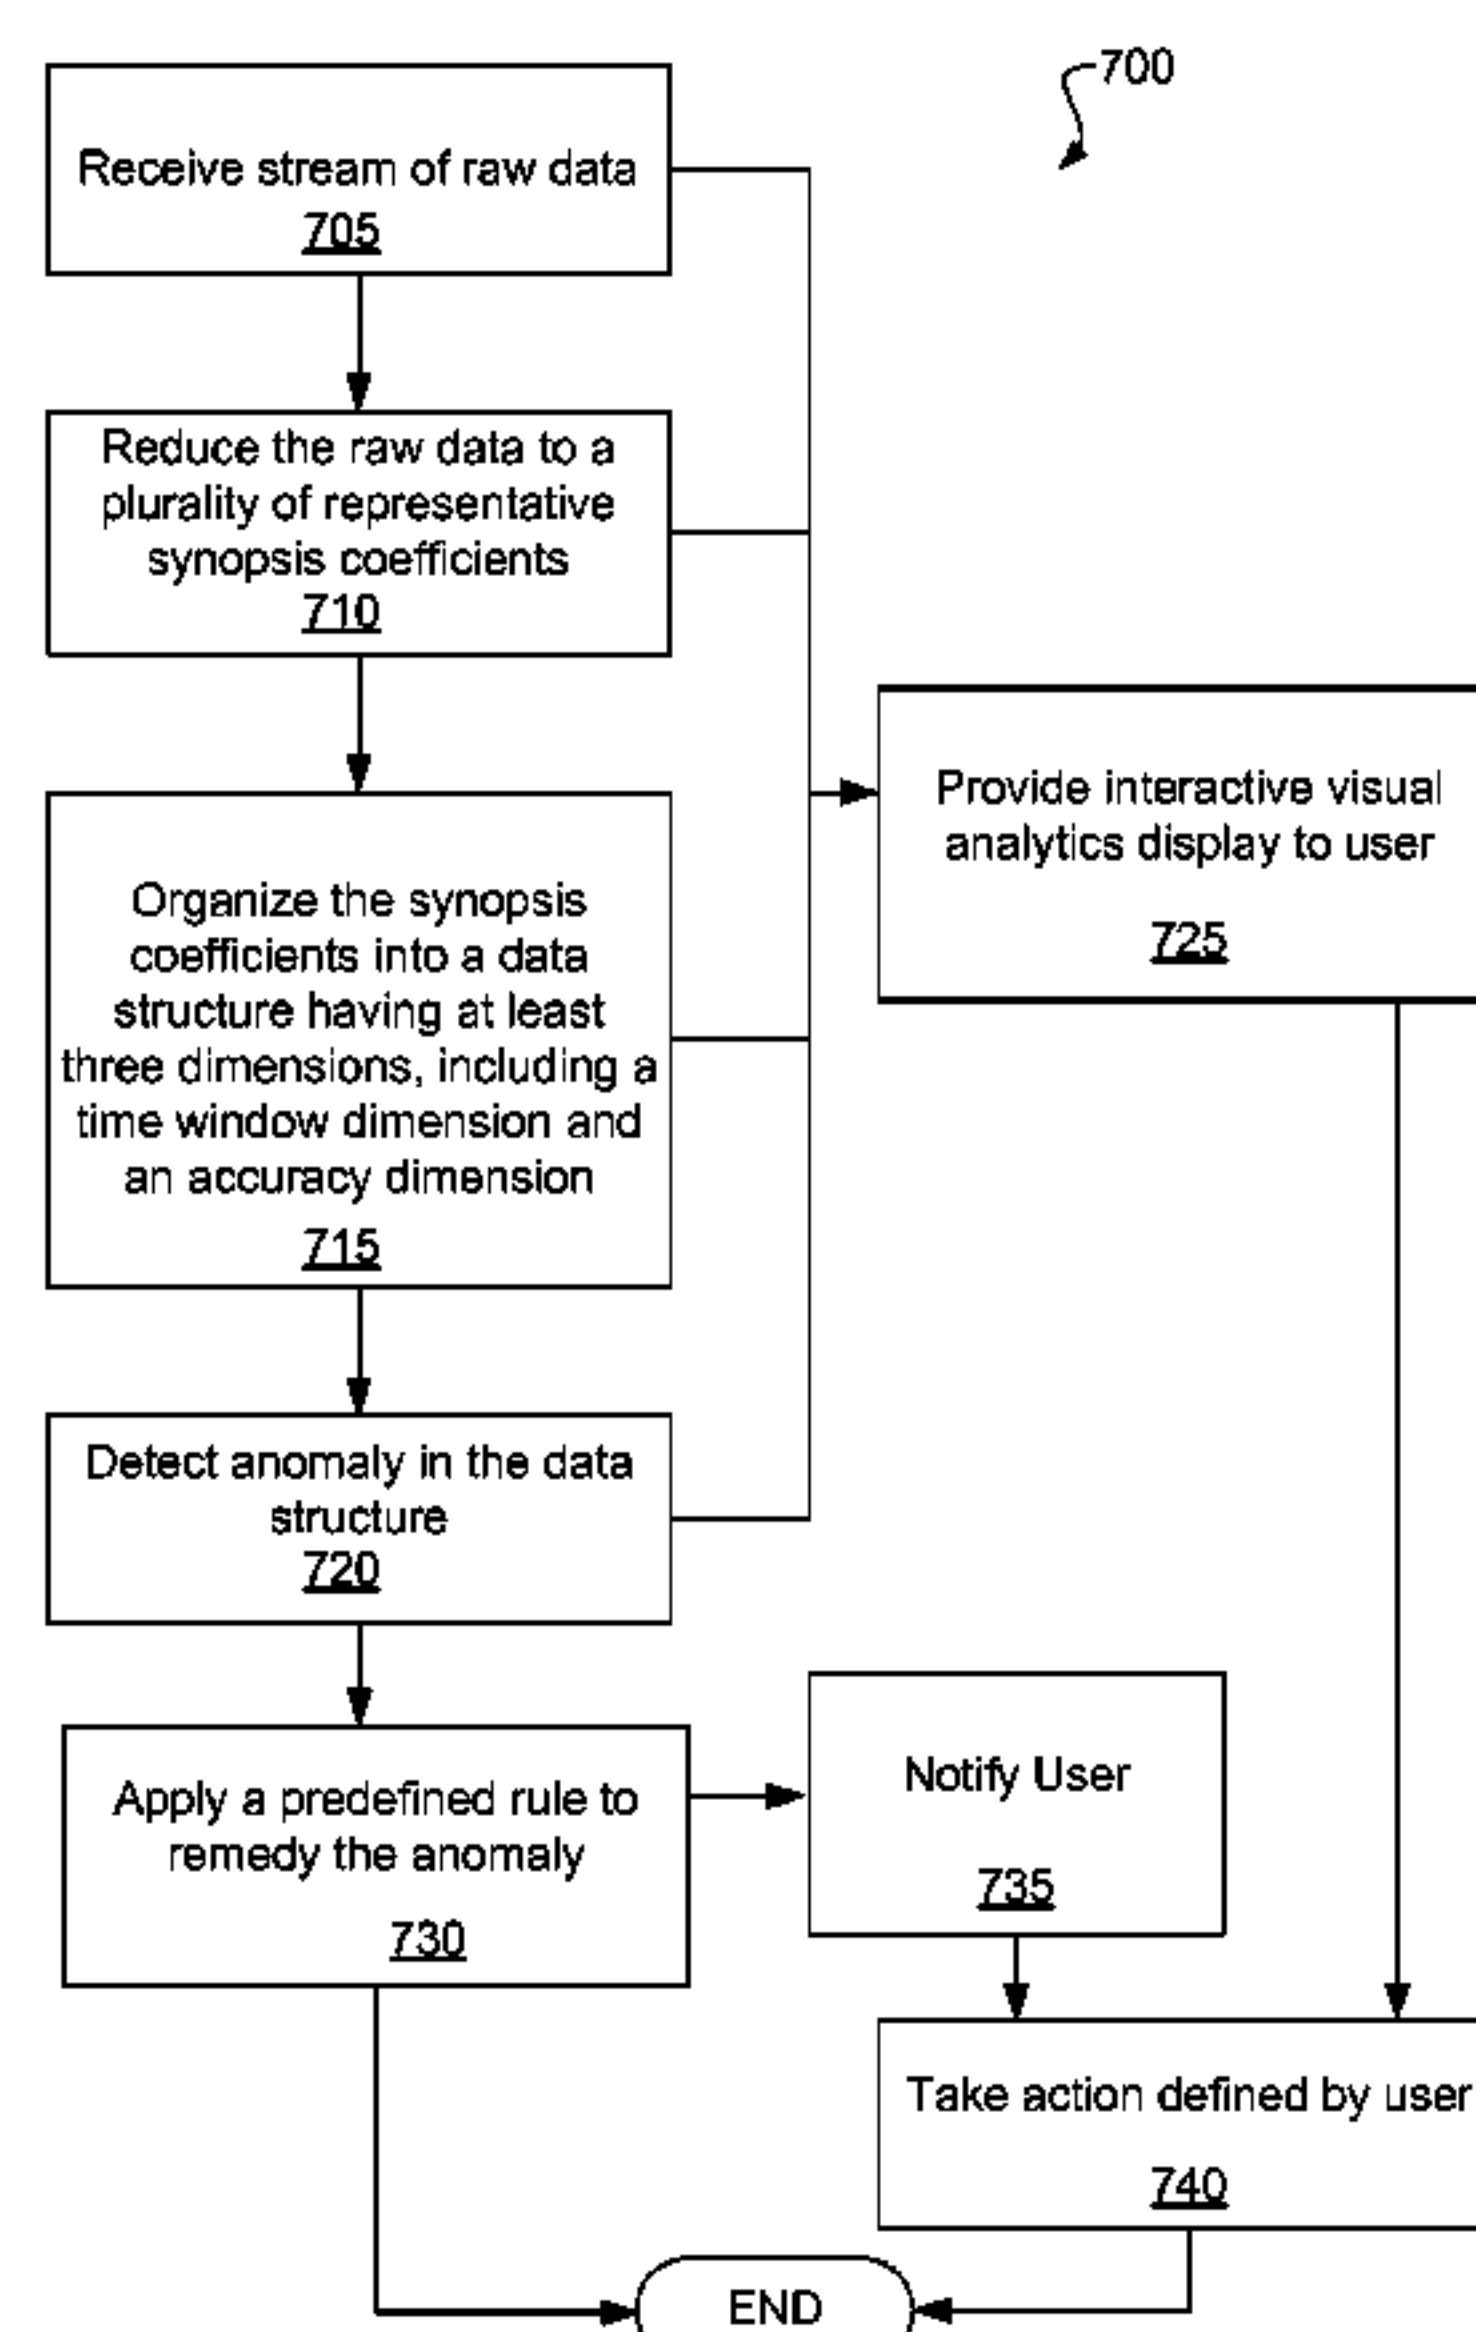 700
Receive stream of raw data
705
Reduce the raw data to a
plurality of representative
synopsis coefficients
710
Provide interactive visual
analytics display to user
725
Organize the synopsis
coefficients into a data
structure having at least
three dimensions, including a
time window dimension and
an accuracy dimension
715
Detect anomaly in the data
structure
720
Apply a predefined rule to
remedy the anomaly
730
Notify User
735
Take action defined by user
740
END